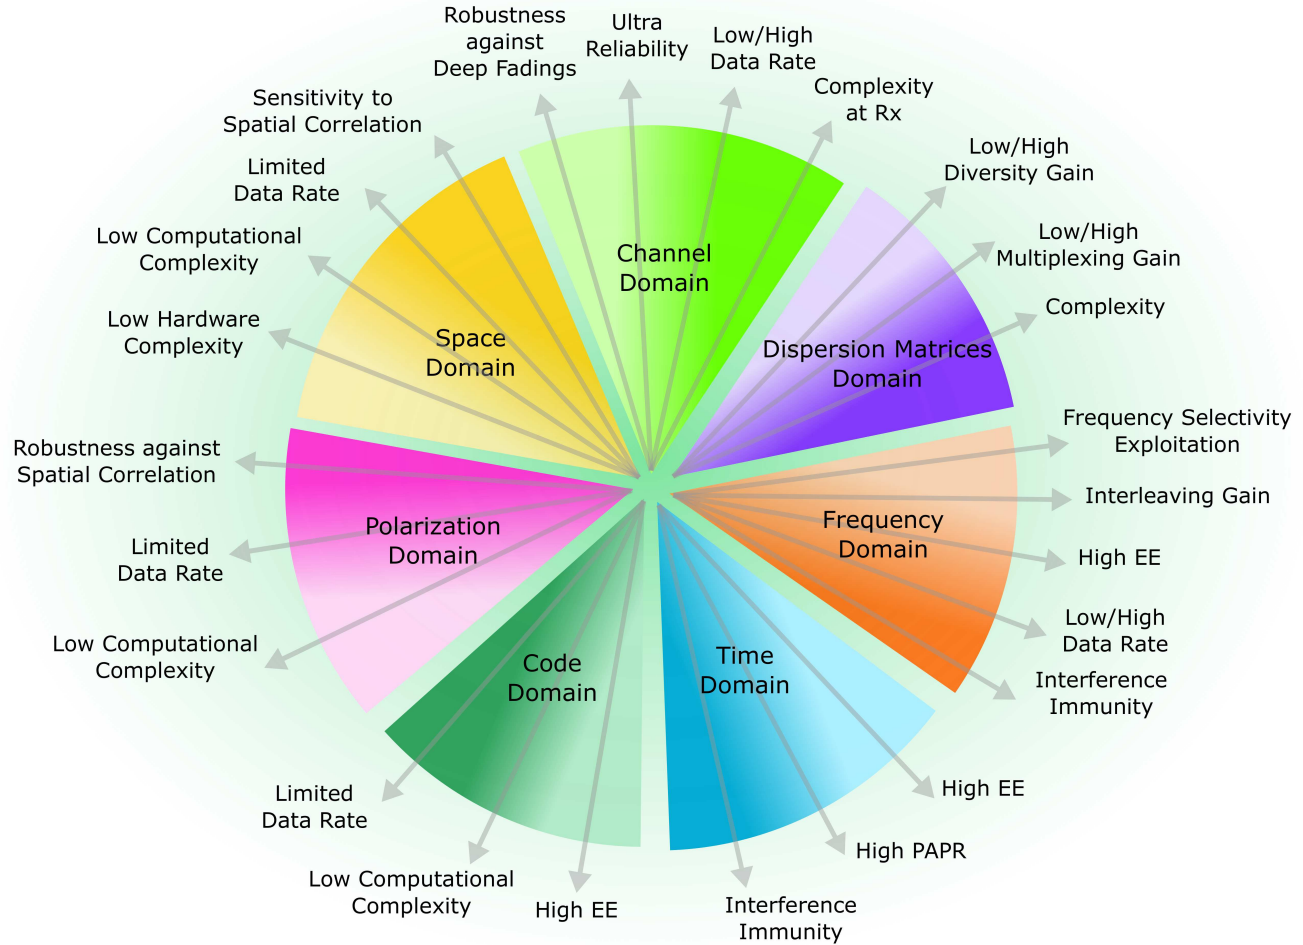 Robustness
against
Deep Fadings
Ultra
Reliability
Low/High
Data Rate
Complexity
at Rx
Sensitivity to
Spatial Correlation
Limited
Data Rate
Low Computational
Complexity
Low Hardware
Complexity
Low/High
Diversity Gain
Low/High
Multiplexing Gain
Complexity
Channel
Domain
Space
Domain
Dispersion Matrices
Domain
Robustness against
Spatial Correlation
Limited
Data Rate
Low Computational
Complexity
Polarization
Domain
Frequency
Domain
Frequency Selectivity
Exploitation
Interleaving Gain
High EE
Low/High
Data Rate
Interference
Immunity
Code
Domain
Time
Domain
Limited
Data Rate
Low Computational
Complexity
High EE
High EE
High PAPR
Interference
Immunity